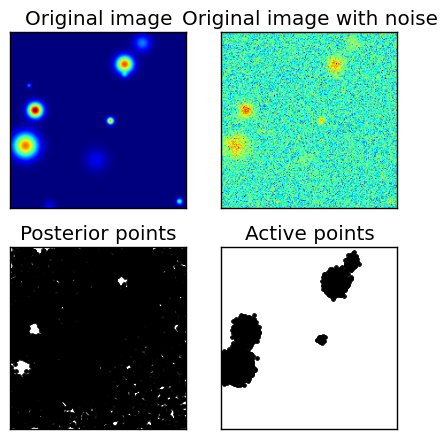 Original image
Original image with noise
Posterior points
Active points